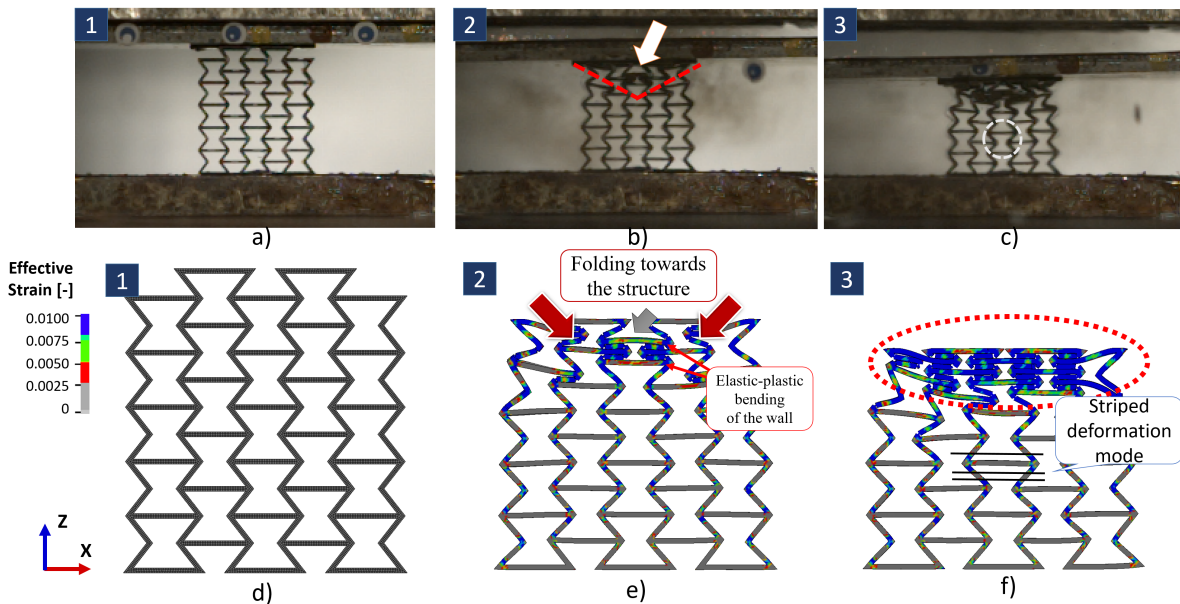 1
2
3
a)
b)
c)
Effective
Strain [-]
0.0100
0.0075
0.0050
0.0025
0
1
Z
X
d)
2
Folding towards
the structure
Elastic-plastic
bending
of the wall
e)
3
Striped
deformation
mode
f)